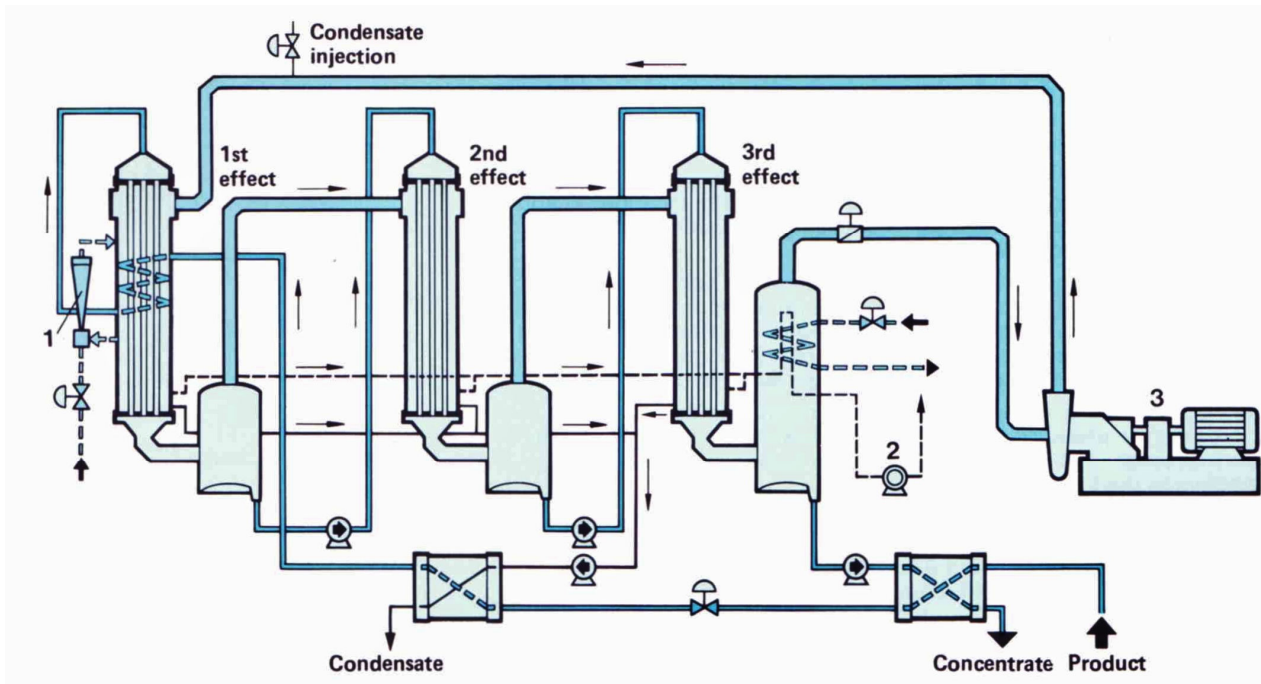 Condensate
injection
1st
effect
2nd
effect
3rd
effect
1
2
3
Condensate
Concentrate
Product